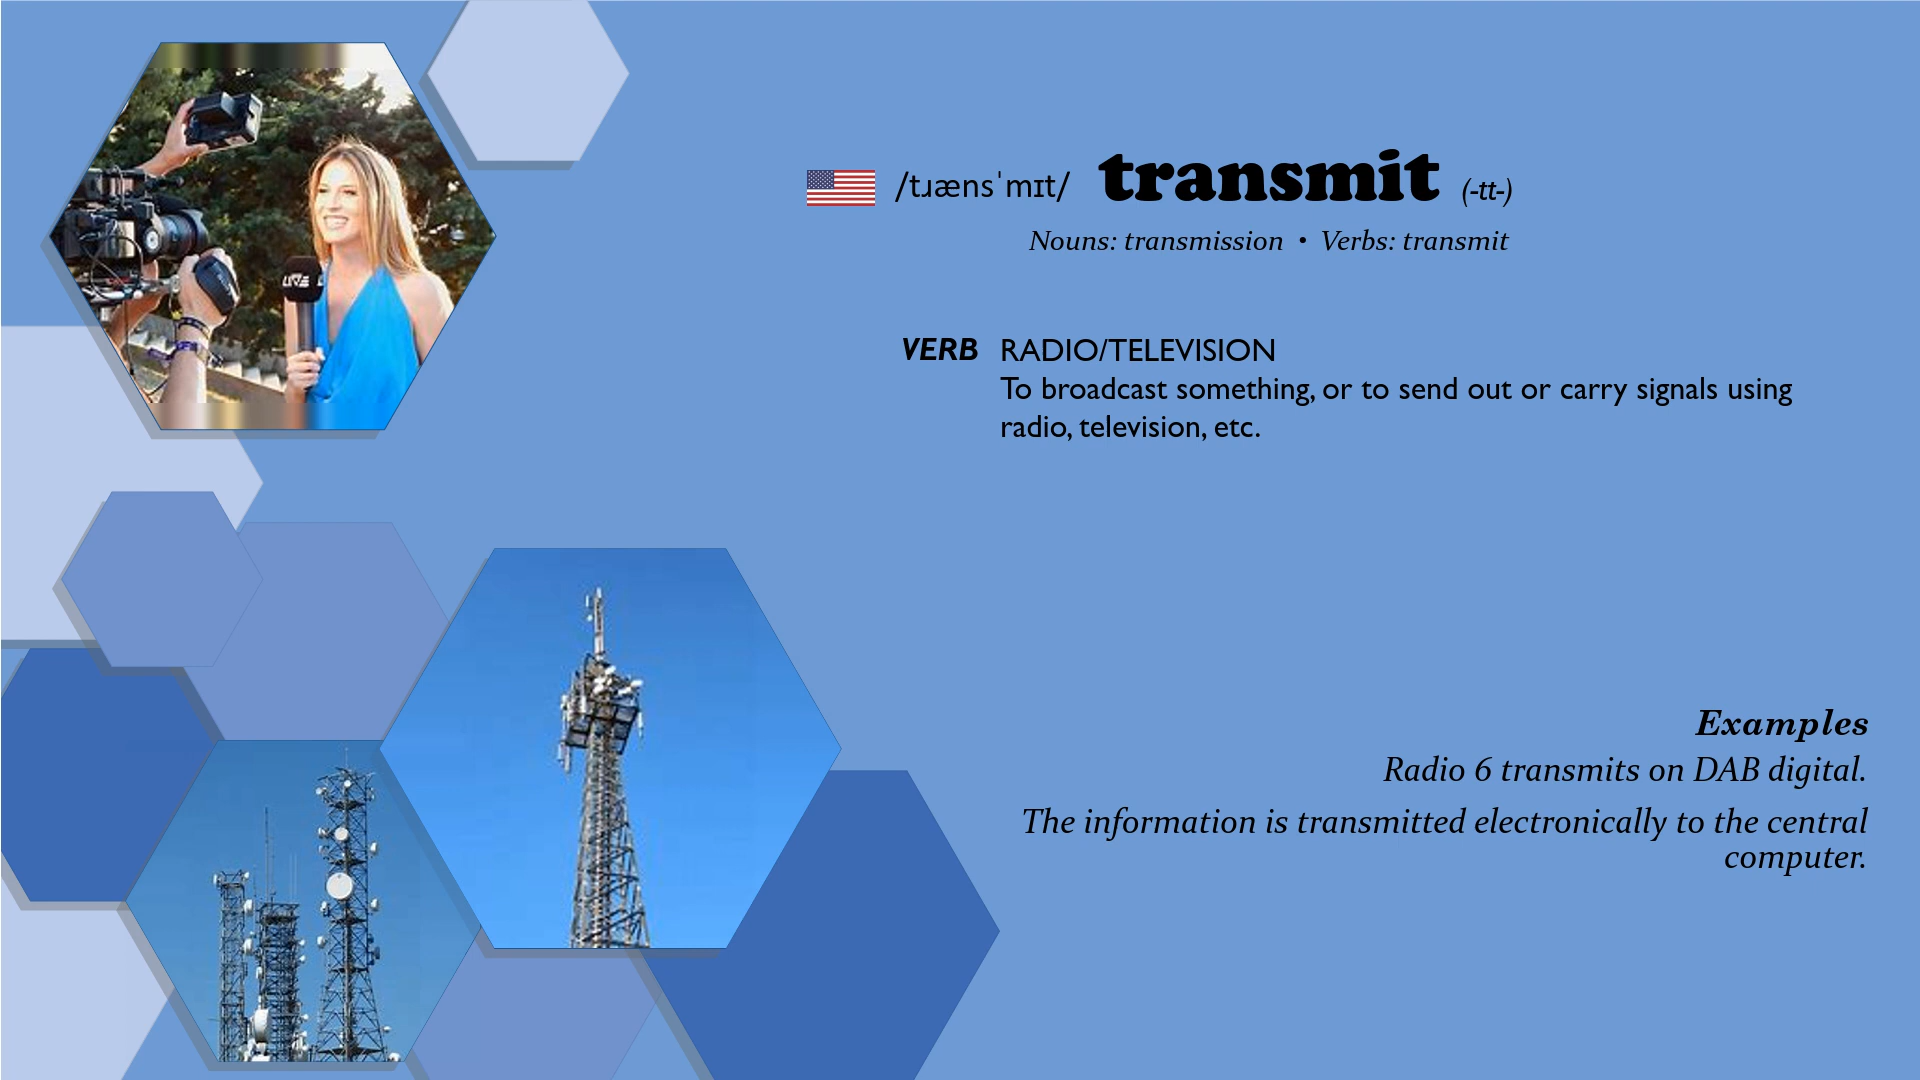 /tɹænsˈmɪt/ transmit (-tt-)
Nouns: transmission • Verbs: transmit
VERB RADIO/TELEVISION
To broadcast something, or to send out or carry signals using
radio, television, etc.
LIVE
Examples
Radio 6 transmits on DAB digital.
The information is transmitted electronically to the central
computer.